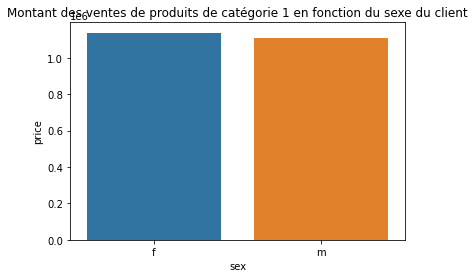 Montant des ventes de produits de catégorie 1 en fonction du sexe du client
1e6
1.0
0.8
0.6
0.4
0.2
0.0
price
f m
sex